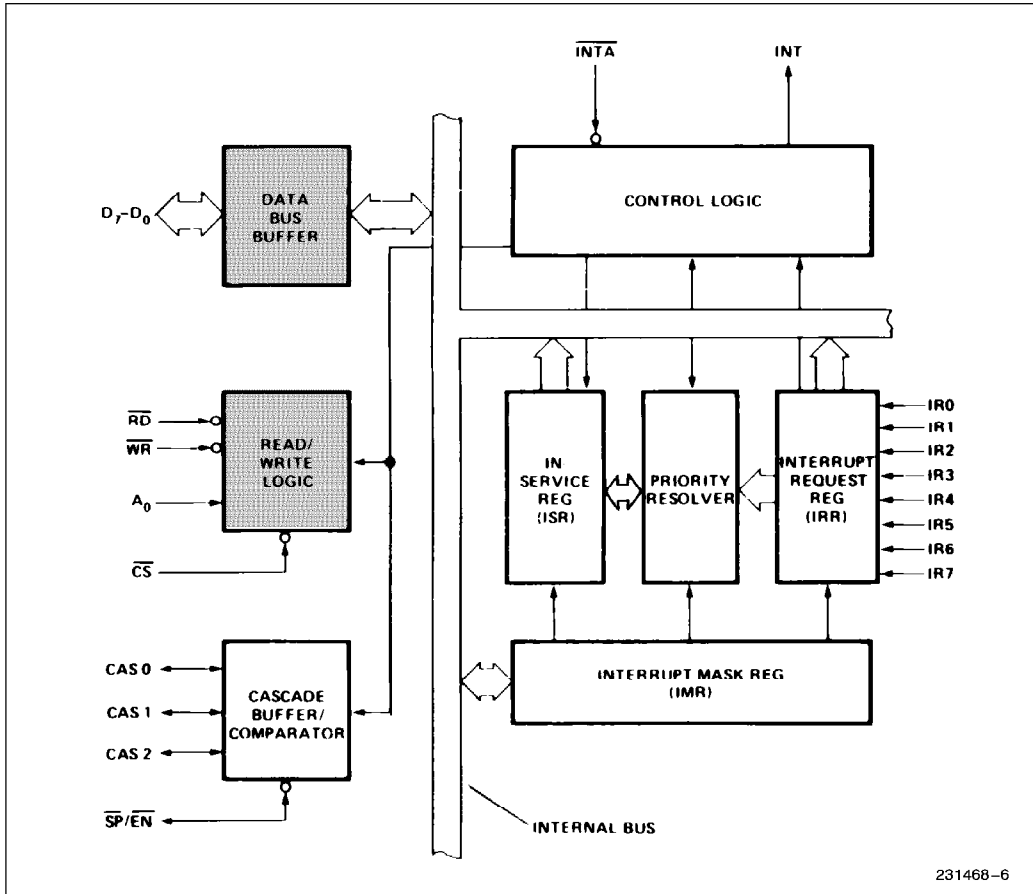 INTA
INT
D7-D0
DATA
BUS
BUFFER
CONTROL LOGIC
RD
WR
A0
CS
READ/
WRITE
LOGIC
IN
SERVICE
REG
(ISR)
PRIORITY
RESOLVER
INTERRUPT
REQUEST
REG
(IRR)
IR0
IR1
IR2
IR3
IR4
IR5
IR6
IR7
CAS 0
CAS 1
CAS 2
SP/EN
CASCADE
BUFFER/
COMPARATOR
INTERRUPT MASK REG
(IMR)
INTERNAL BUS
231468-6